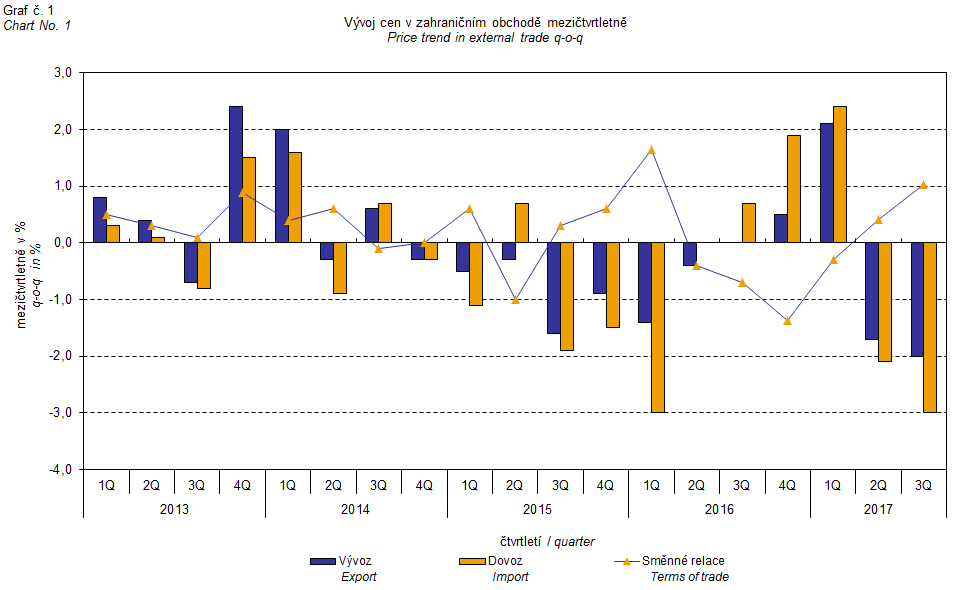 Graf č. 1
Chart No. 1
Vývoj cen v zahraničním obchodě mezičtvrtletně
Price trend in external trade q-o-q
3,0
2,0
1,0
0,0
-1,0
-2,0
-3,0
-4,0
mezičtvrtletně v %
q-o-q in %
1Q 2Q 3Q 4Q 1Q 2Q 3Q 4Q 1Q 2Q 3Q 4Q 1Q 2Q 3Q 4Q 1Q 2Q 3Q
2013 2014 2015 2016 2017
čtvrtletí / quarter
Vývoz Dovoz Směnné relace
Export Import Terms of trade